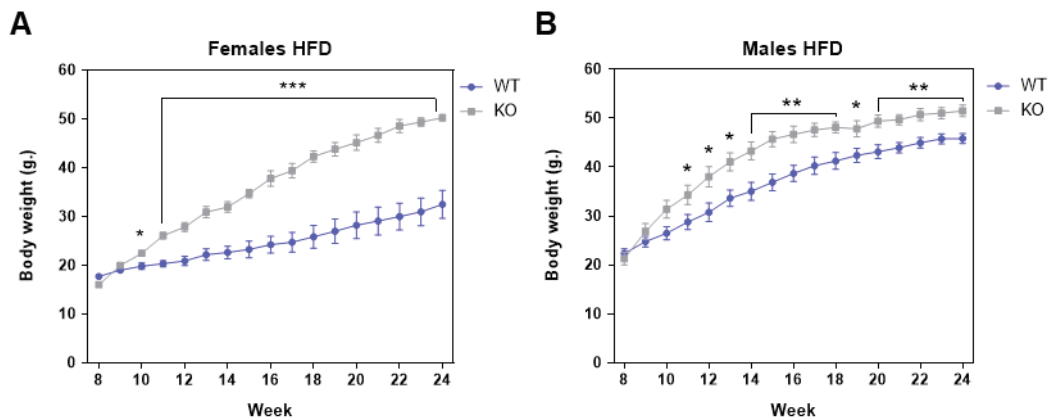 A
Females HFD
Body weight (g.)
60
50
40
30
20
10
0
*
***
WT
KO
8 10 12 14 16 18 20 22 24
Week
B
Males HFD
Body weight (g.)
60
50
40
30
20
10
0
* * * ** * **
WT
KO
8 10 12 14 16 18 20 22 24
Week